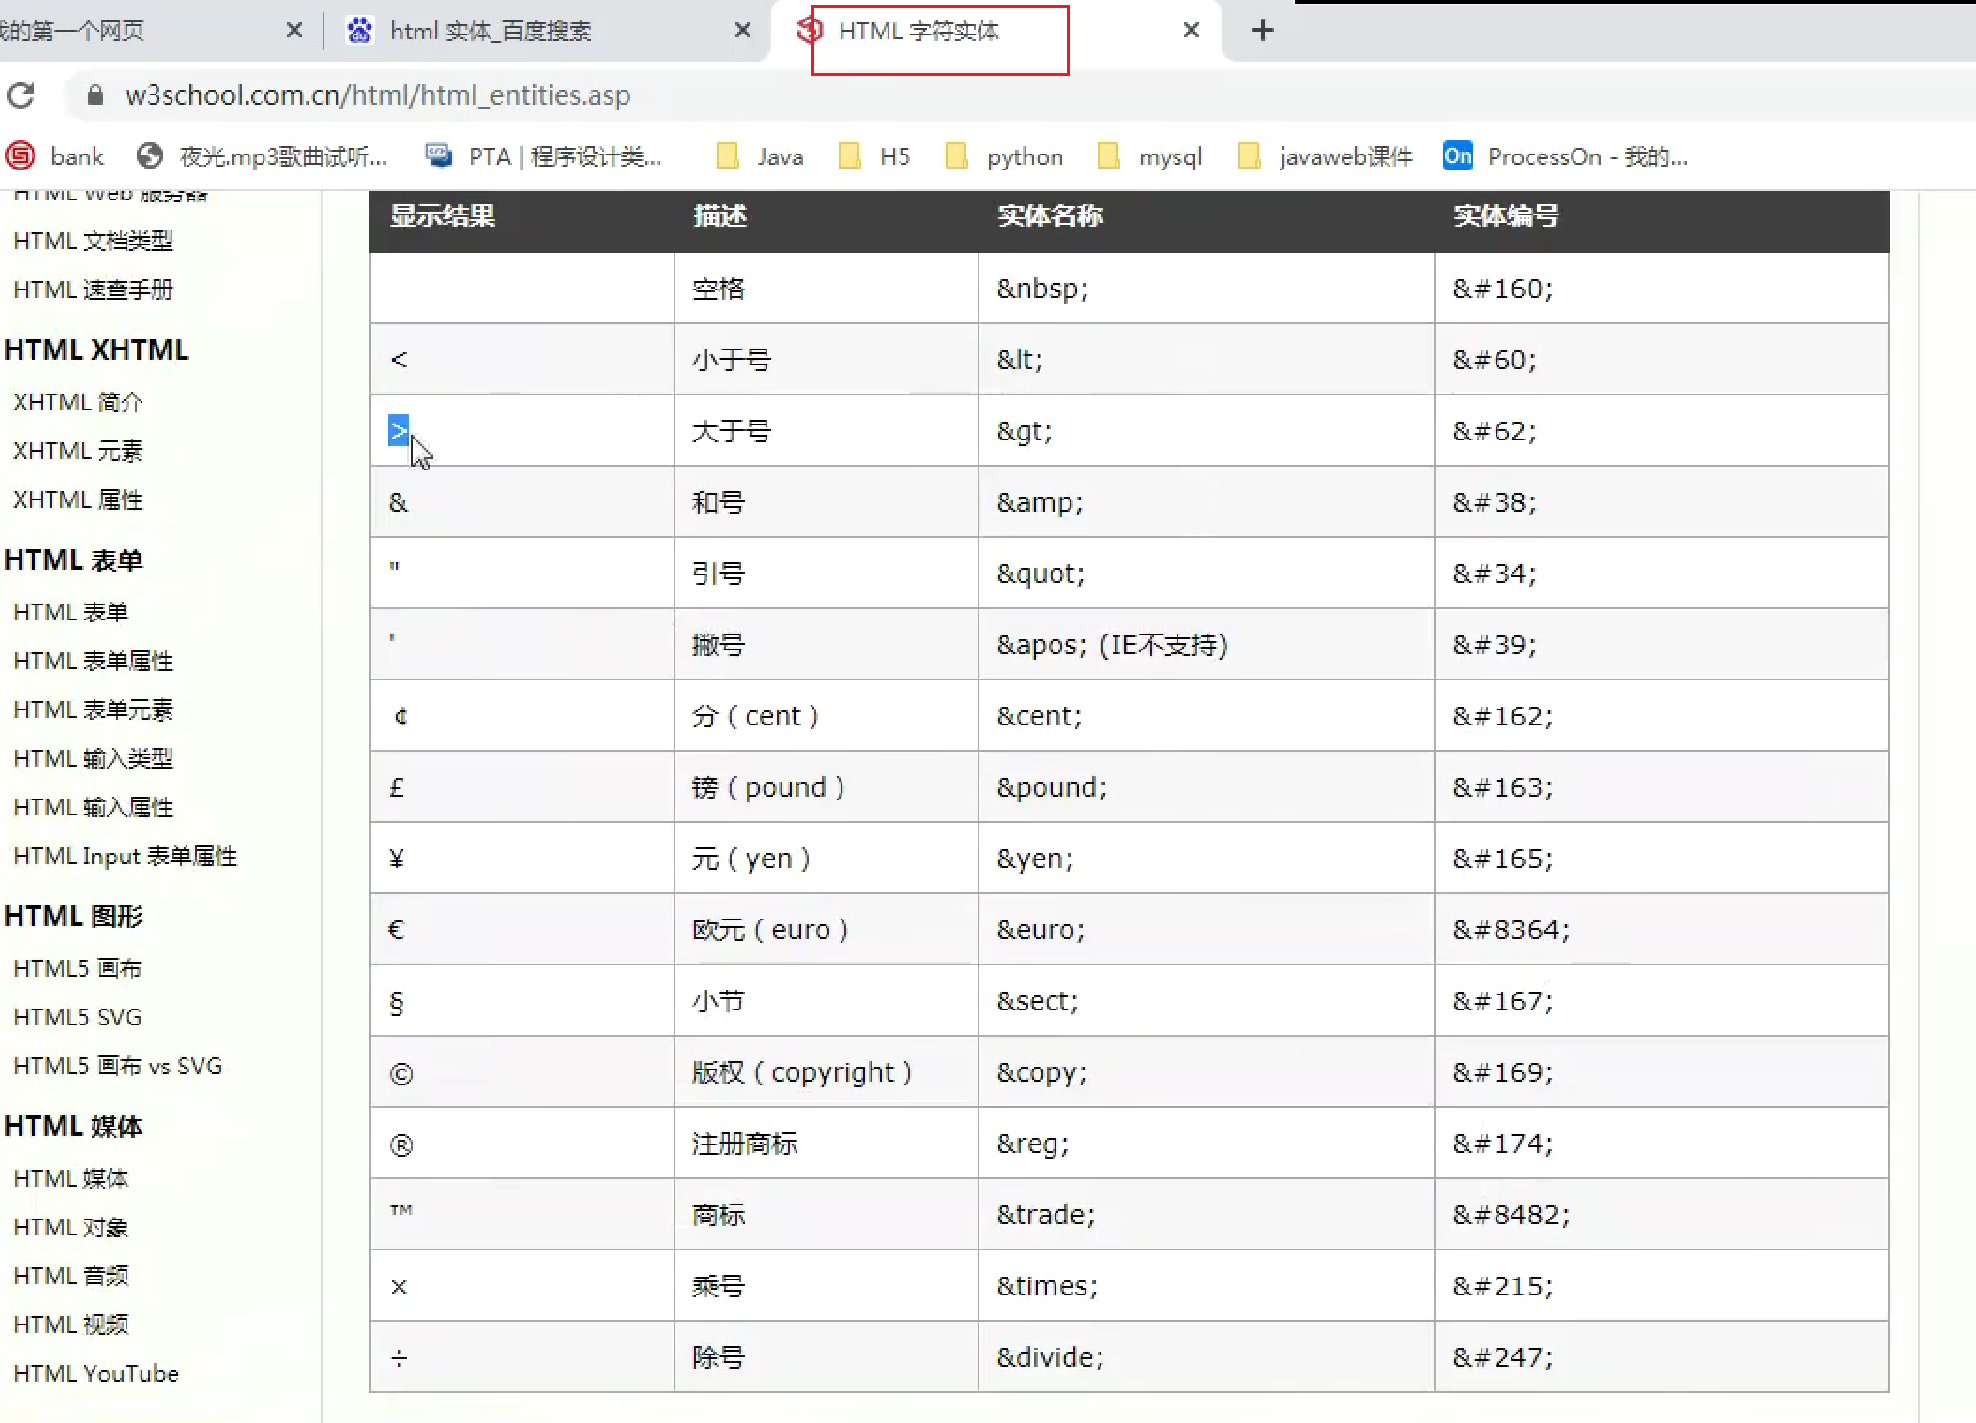 我的第一个网页
html 实体_百度搜索
HTML 字符实体
w3school.com.cn/html/html_entities.asp
bank
夜光.mp3歌曲试听...
PTA | 程序设计类...
Java
H5
python
mysql
javaweb课件
On ProcessOn - 我的...
HTML Web 服务器
HTML 文档类型
HTML 速查手册
HTML XHTML
XHTML 简介
XHTML 元素
XHTML 属性
HTML 表单
HTML 表单
HTML 表单属性
HTML 表单元素
HTML 输入类型
HTML 输入属性
HTML Input 表单属性
HTML 图形
HTML5 画布
HTML5 SVG
HTML5 画布 vs SVG
HTML 媒体
HTML 媒体
HTML 对象
HTML 音频
HTML 视频
HTML YouTube
显示结果 描述 实体名称 实体编号
空格 &nbsp; &#160;
< 小于号 &lt; &#60;
> 大于号 &gt; &#62;
& 和号 &amp; &#38;
" 引号 &quot; &#34;
' 撇号 &apos; (IE不支持) &#39;
¢ 分（cent） &cent; &#162;
£ 镑（pound） &pound; &#163;
¥ 元（yen） &yen; &#165;
€ 欧元（euro） &euro; &#8364;
§ 小节 &sect; &#167;
© 版权（copyright） &copy; &#169;
® 注册商标 &reg; &#174;
™ 商标 &trade; &#8482;
× 乘号 &times; &#215;
÷ 除号 &divide; &#247;